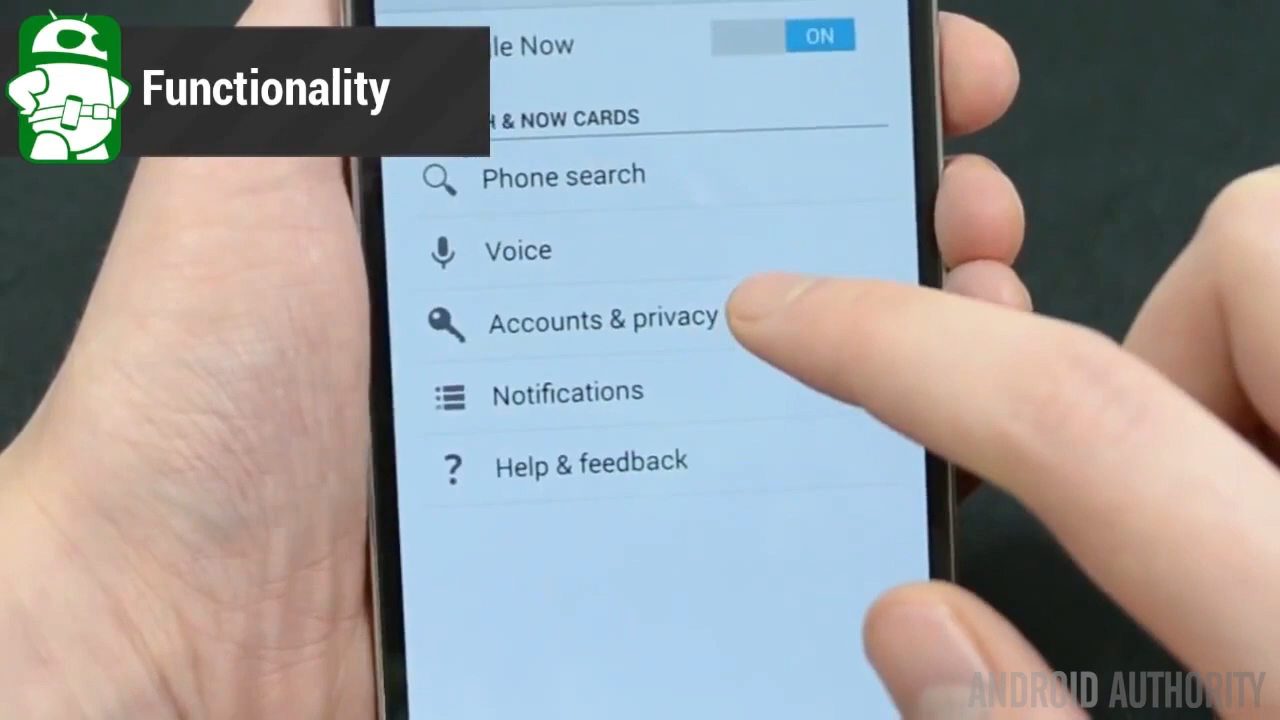 Functionality
le Now
ON
& NOW CARDS
Phone search
Voice
Accounts & privacy
Notifications
? Help & feedback
ANDROID AUTHORITY